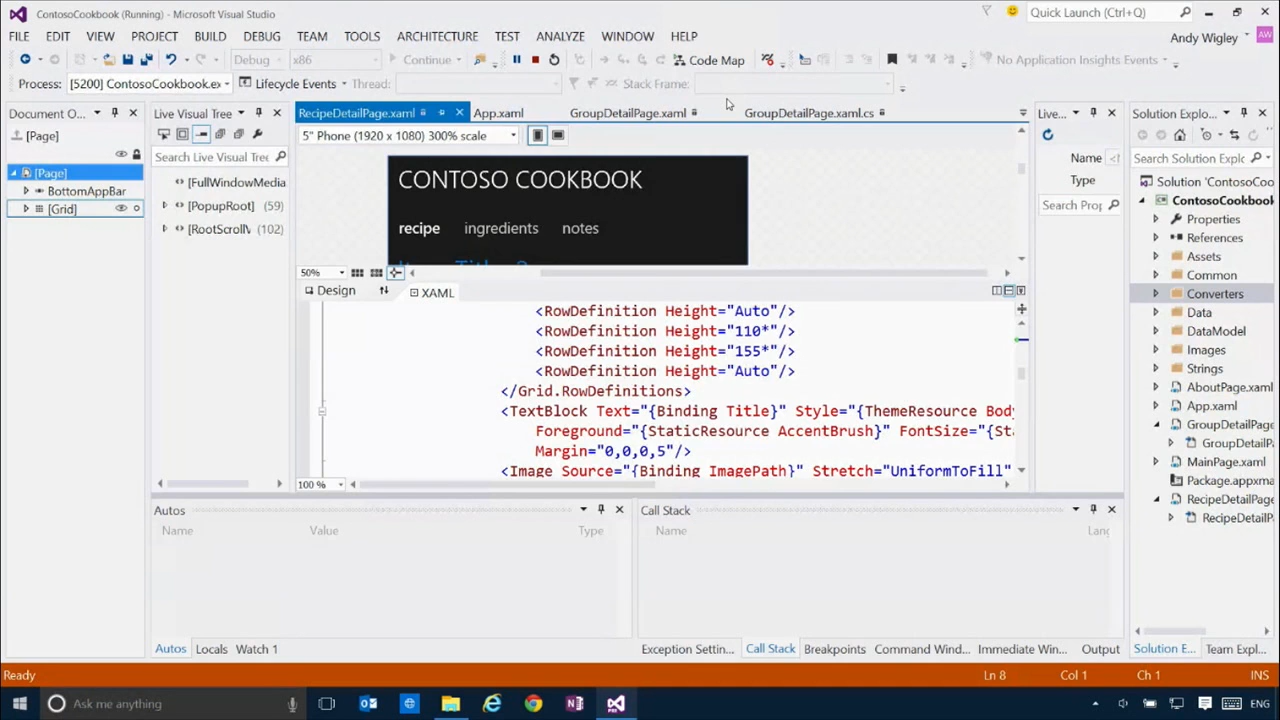 ContosoCookbook (Running) - Microsoft Visual Studio
Quick Launch (Ctrl+Q)
FILE EDIT VIEW PROJECT BUILD DEBUG TEAM TOOLS ARCHITECTURE TEST ANALYZE WINDOW HELP
Andy Wigley AW
Debug x86 Continue Code Map No Application Insights Events
Process: [5200] ContosoCookbook.ex Lifecycle Events Thread: Stack Frame:
Document O...
[Page]
[Page]
BottomAppBar
[Grid]
Live Visual Tree
Search Live Visual Tree
[FullWindowMedia
[PopupRoot] (59)
[RootScrollV (102)
RecipeDetailPage.xaml App.xaml GroupDetailPage.xaml GroupDetailPage.xaml.cs
5" Phone (1920 x 1080) 300% scale
CONTOSO COOKBOOK
recipe ingredients notes
50%
Design XAML
<RowDefinition Height="Auto"/>
<RowDefinition Height="110*"/>
<RowDefinition Height="155*"/>
<RowDefinition Height="Auto"/>
</Grid.RowDefinitions>
<TextBlock Text="{Binding Title}" Style="{ThemeResource Body
Foreground="{StaticResource AccentBrush}" FontSize="{St
Margin="0,0,0,5"/>
<Image Source="{Binding ImagePath}" Stretch="UniformToFill"
100 %
Live...
Name
Type
Search Prop
Solution Explo...
Search Solution Explo
Solution 'ContosoCoo
ContosoCookbook
Properties
References
Assets
Common
Converters
Data
DataModel
Images
Strings
AboutPage.xaml
App.xaml
GroupDetailPage
GroupDetailP
MainPage.xaml
Package.appxma
RecipeDetailPage
RecipeDetailP
Autos
Name Value Type
Call Stack
Name Lang
Autos Locals Watch 1
Exception Settin... Call Stack Breakpoints Command Wind... Immediate Win... Output
Solution E... Team Expl...
Ready Ln 8 Col 1 Ch 1 INS
Ask me anything
ENG